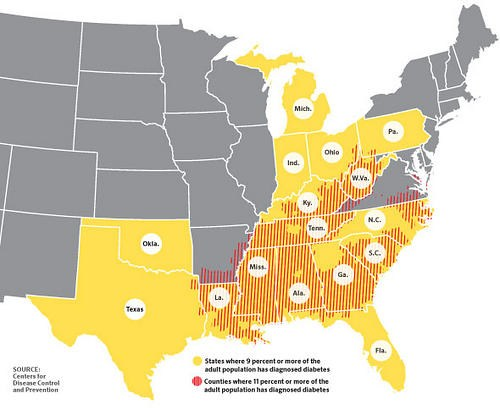 Mich.
Pa.
Ohio
Ind.
W.Va.
Ky.
N.C.
Tenn.
Okla.
S.C.
Miss.
Ga.
Ala.
La.
Texas
Fla.
States where 9 percent or more of the
adult population has diagnosed diabetes
Counties where 11 percent or more of the
adult population has diagnosed diabetes
SOURCE:
Centers for
Disease Control
and Prevention